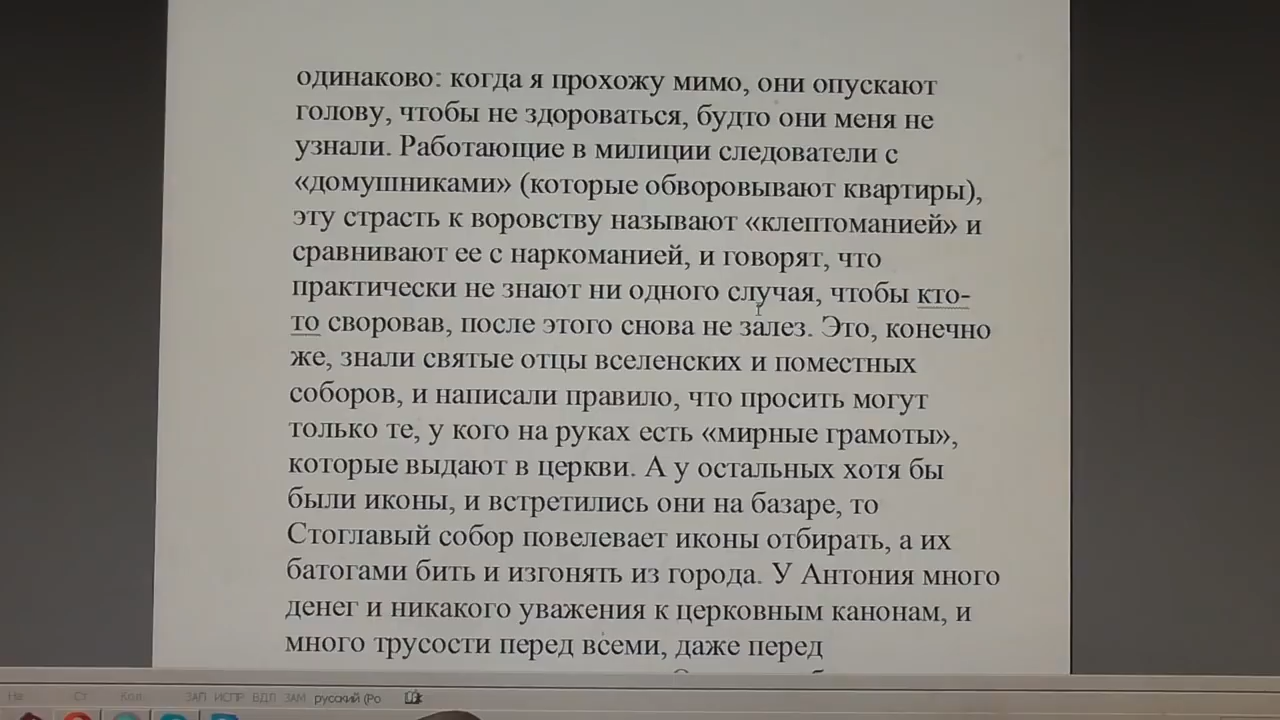 одинаково: когда я прохожу мимо, они опускают
голову, чтобы не здороваться, будто они меня не
узнали. Работающие в милиции следователи с
«домушниками» (которые обворовывают квартиры),
эту страсть к воровству называют «клептоманией» и
сравнивают ее с наркоманией, и говорят, что
практически не знают ни одного случая, чтобы кто-
то своровав, после этого снова не залез. Это, конечно
же, знали святые отцы вселенских и поместных
соборов, и написали правило, что просить могут
только те, у кого на руках есть «мирные грамоты»,
которые выдают в церкви. А у остальных хотя бы
были иконы, и встретились они на базаре, то
Стоглавый собор повелевает иконы отбирать, а их
батогами бить и изгонять из города. У Антония много
денег и никакого уважения к церковным канонам, и
много трусости перед всеми, даже перед
На Ст Кол ЗАП ИСПР ВДЛ ЗАМ русский (Ро